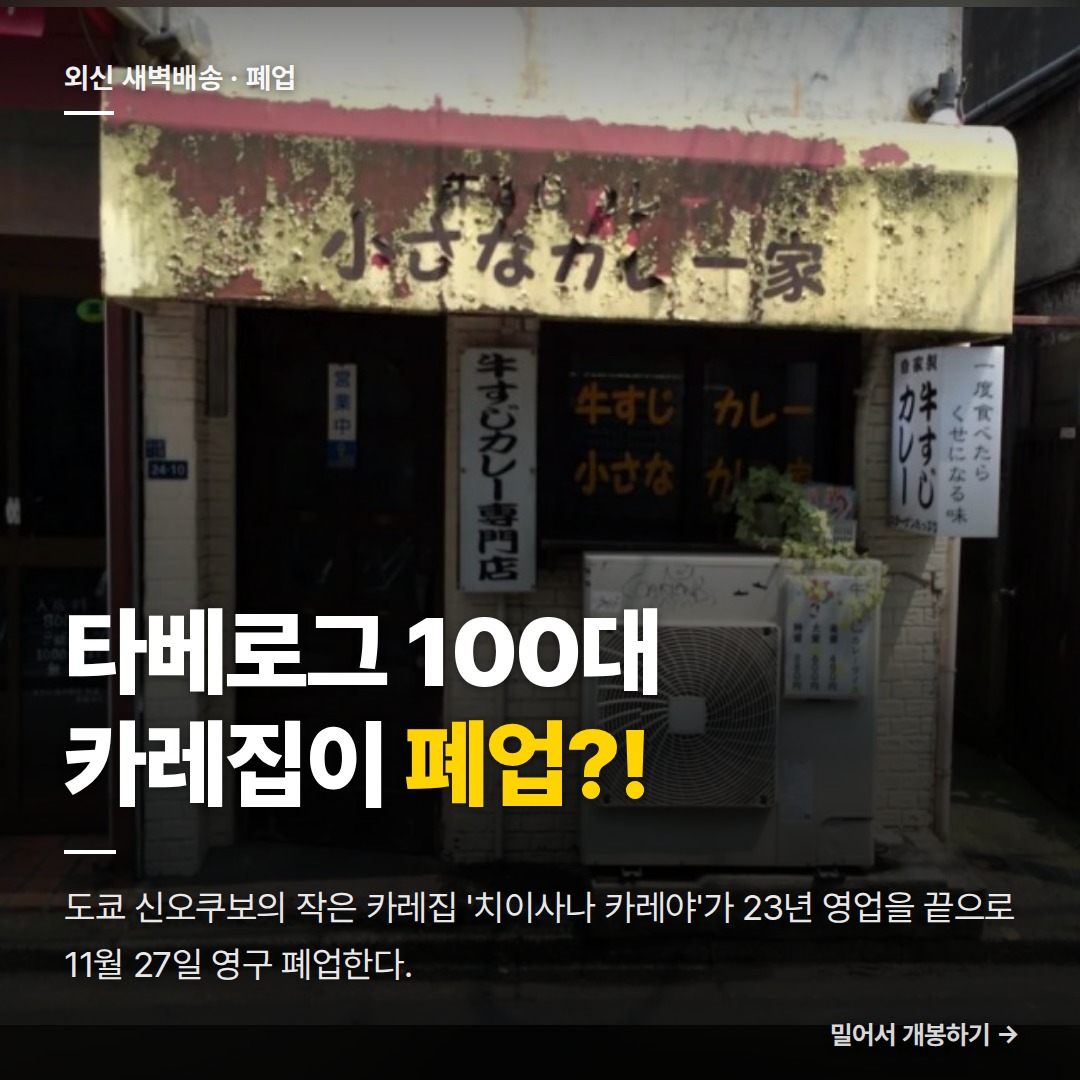 외신 새벽배송 · 폐업
小さなカレー家
営業中
24-10
牛すじカレー専門店
牛すじ カレー
小さな カレー家
自家製
牛すじ
カレー
一度食べたら
くせになる味
타베로그 100대
카레집이 폐업?!
도쿄 신오쿠보의 작은 카레집 '치이사나 카레야'가 23년 영업을 끝으로
11월 27일 영구 폐업한다.
밀어서 개봉하기 →